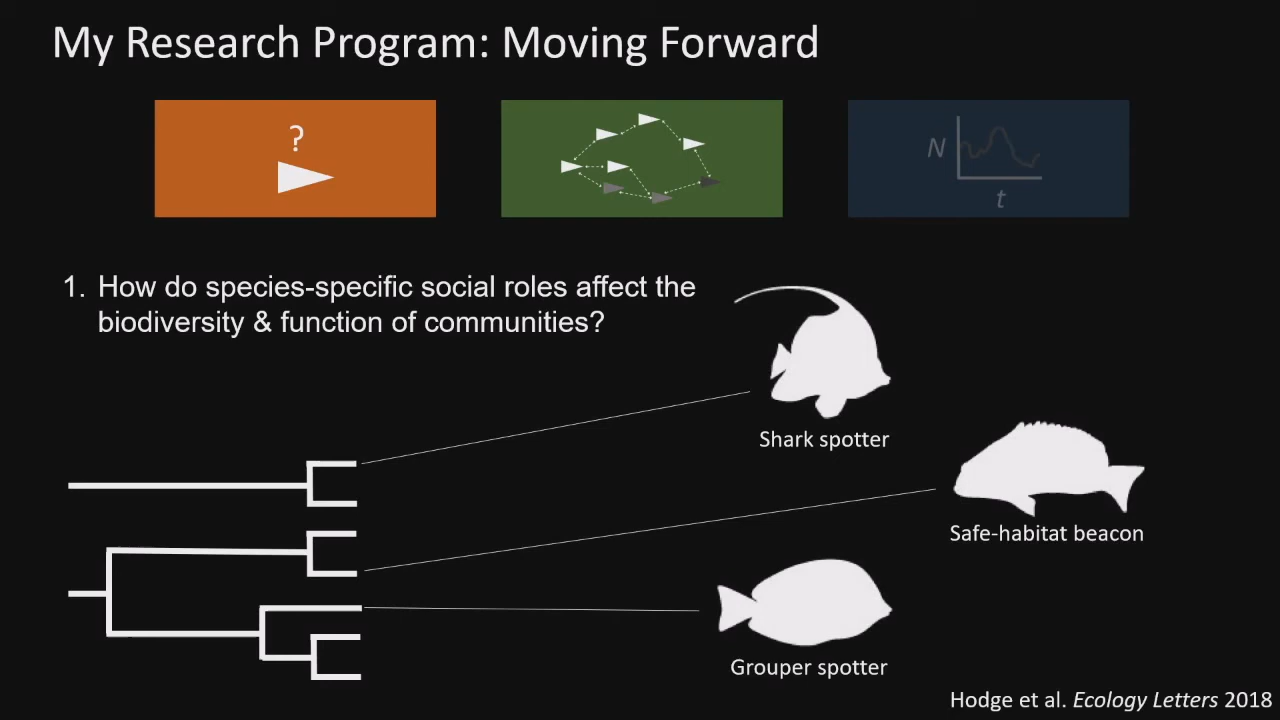 My Research Program: Moving Forward
?
N
t
1. How do species-specific social roles affect the
biodiversity & function of communities?
Shark spotter
Safe-habitat beacon
Grouper spotter
Hodge et al. Ecology Letters 2018